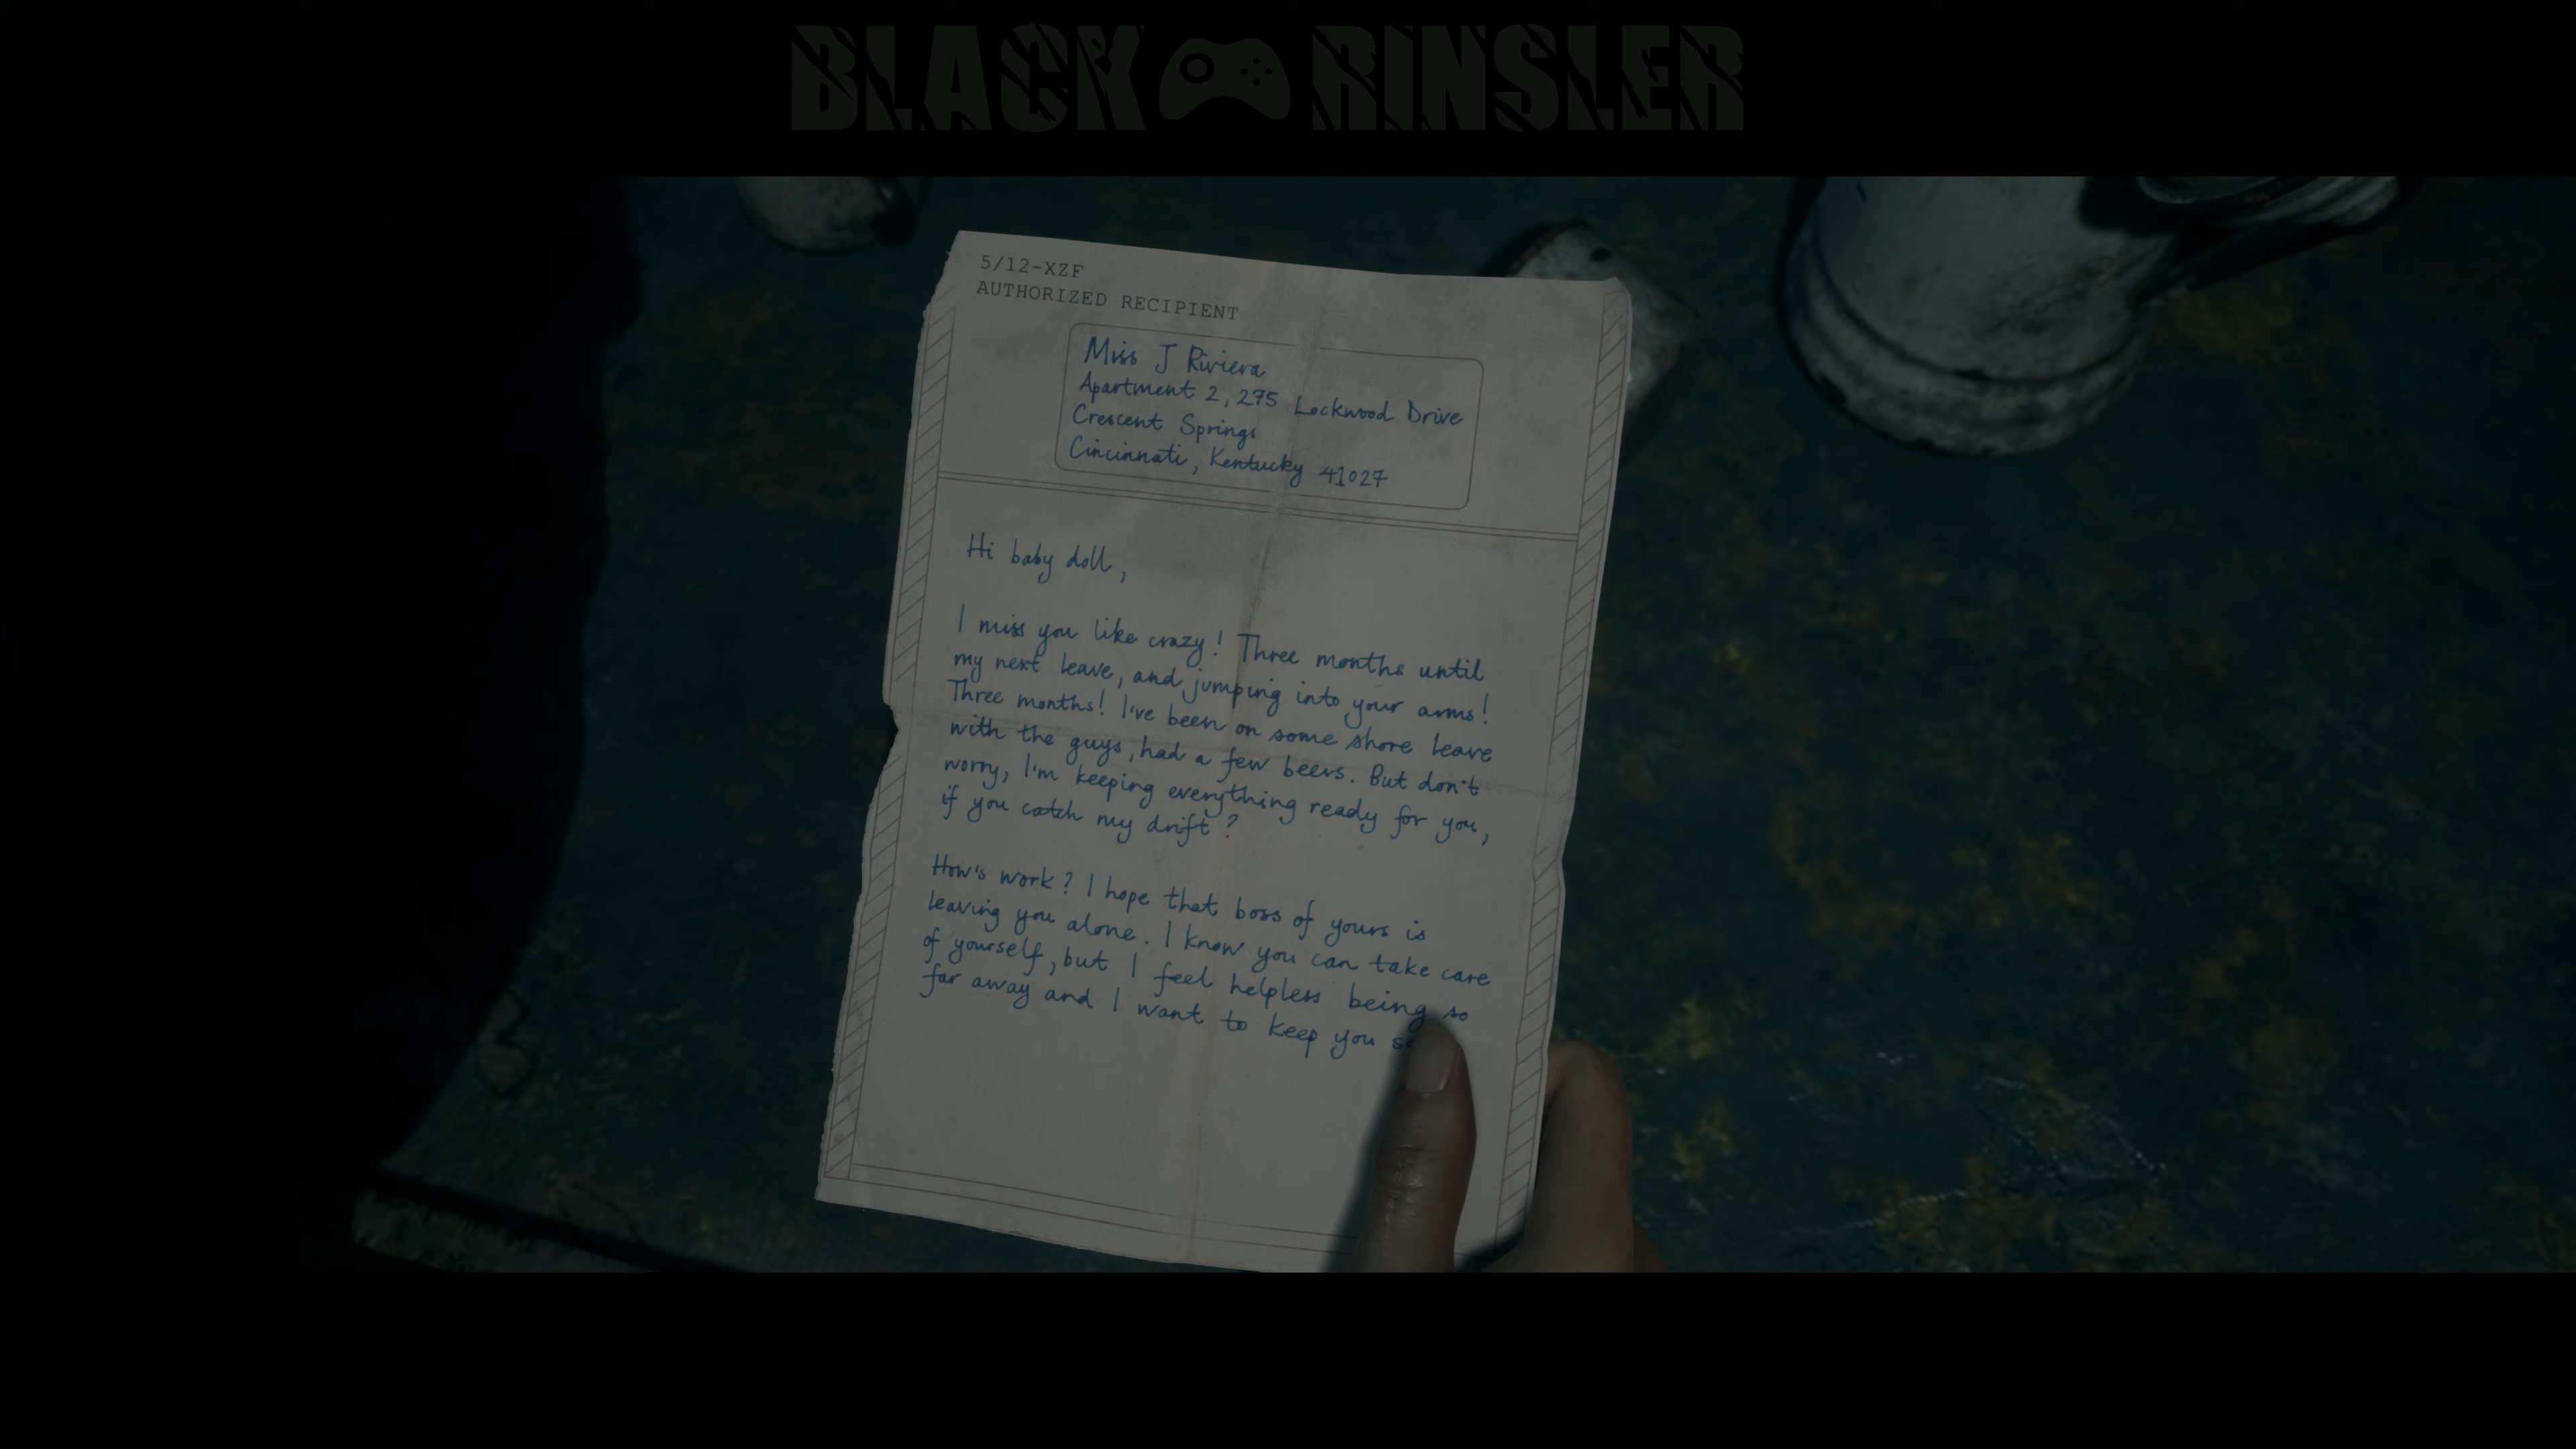 BLACK RINSLER
5/12-XZF
AUTHORIZED RECIPIENT
Miss J Riviera
Apartment 2, 275 Lockwood Drive
Crescent Springs
Cincinnati, Kentucky 41027
Hi baby doll,
I miss you like crazy! Three months until
my next leave, and jumping into your arms!
Three months! I've been on some shore leave
with the guys, had a few beers. But don't
worry, I'm keeping everything ready for you,
if you catch my drift?
How's work? I hope that boss of yours is
leaving you alone. I know you can take care
of yourself, but I feel helpless being so
far away and I want to keep you